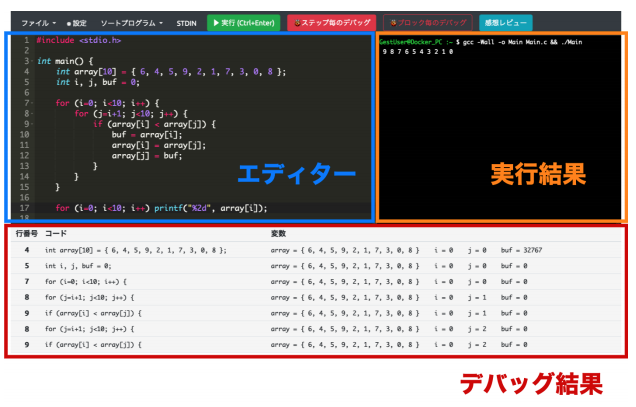 ファイル ● 設定 ソートプログラム STDIN ▶ 実行 (Ctrl+Enter) ステップ毎のデバッグ ブロック毎のデバッグ 感想レビュー
1 #include <stdio.h>
2
3 int main() {
4 int array[10] = { 6, 4, 5, 9, 2, 1, 7, 3, 0, 8 };
5 int i, j, buf = 0;
6
7 for (i=0; i<10; i++) {
8 for (j=i+1; j<10; j++) {
9 if (array[i] < array[j]) {
10 buf = array[i];
11 array[i] = array[j];
12 array[j] = buf;
13 }
14 }
15 }
16
17 for (i=0; i<10; i++) printf("%2d", array[i]);
18
エディター
GestUser@Docker_PC :~ $ gcc -Wall -o Main Main.c && ./Main
9 8 7 6 5 4 3 2 1 0
実行結果
行番号 コード 変数
4 int array[10] = { 6, 4, 5, 9, 2, 1, 7, 3, 0, 8 }; array = { 6, 4, 5, 9, 2, 1, 7, 3, 0, 8 } i = 0 j = 0 buf = 32767
5 int i, j, buf = 0; array = { 6, 4, 5, 9, 2, 1, 7, 3, 0, 8 } i = 0 j = 0 buf = 0
7 for (i=0; i<10; i++) { array = { 6, 4, 5, 9, 2, 1, 7, 3, 0, 8 } i = 0 j = 0 buf = 0
8 for (j=i+1; j<10; j++) { array = { 6, 4, 5, 9, 2, 1, 7, 3, 0, 8 } i = 0 j = 1 buf = 0
9 if (array[i] < array[j]) { array = { 6, 4, 5, 9, 2, 1, 7, 3, 0, 8 } i = 0 j = 1 buf = 0
8 for (j=i+1; j<10; j++) { array = { 6, 4, 5, 9, 2, 1, 7, 3, 0, 8 } i = 0 j = 2 buf = 0
9 if (array[i] < array[j]) { array = { 6, 4, 5, 9, 2, 1, 7, 3, 0, 8 } i = 0 j = 2 buf = 0
デバッグ結果